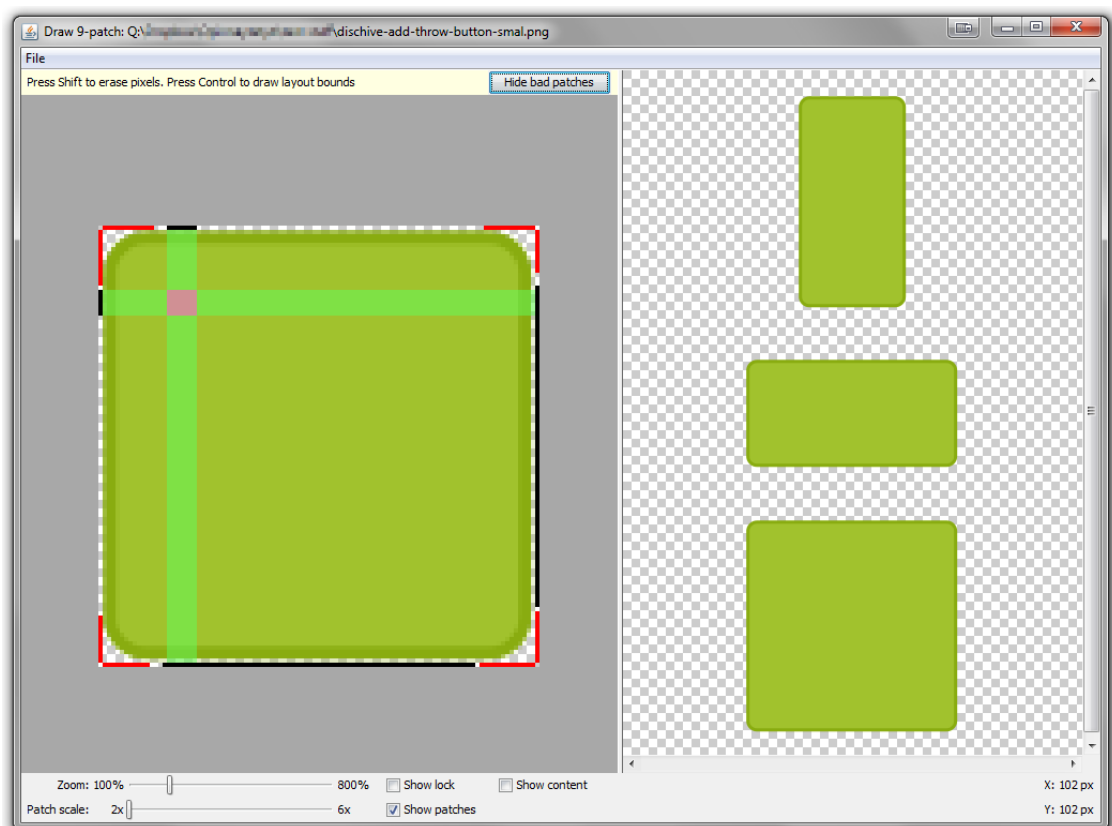 Draw 9-patch: Q:\ \dischive-add-throw-button-smal.png
File
Press Shift to erase pixels. Press Control to draw layout bounds
Hide bad patches
Zoom: 100% 800% Show lock Show content X: 102 px
Patch scale: 2x 6x Show patches Y: 102 px